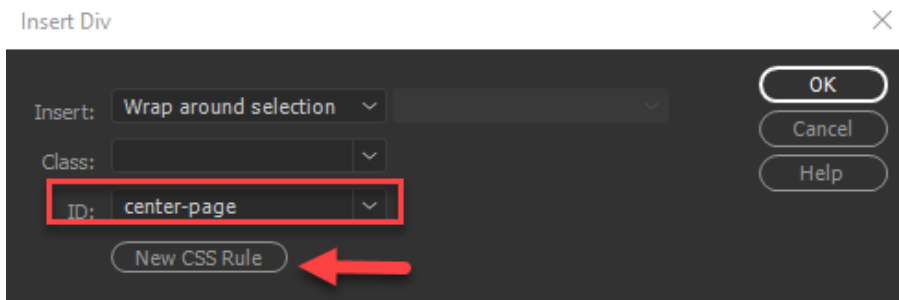 Insert Div
OK
Insert: Wrap around selection
Cancel
Class:
Help
ID: center-page
New CSS Rule